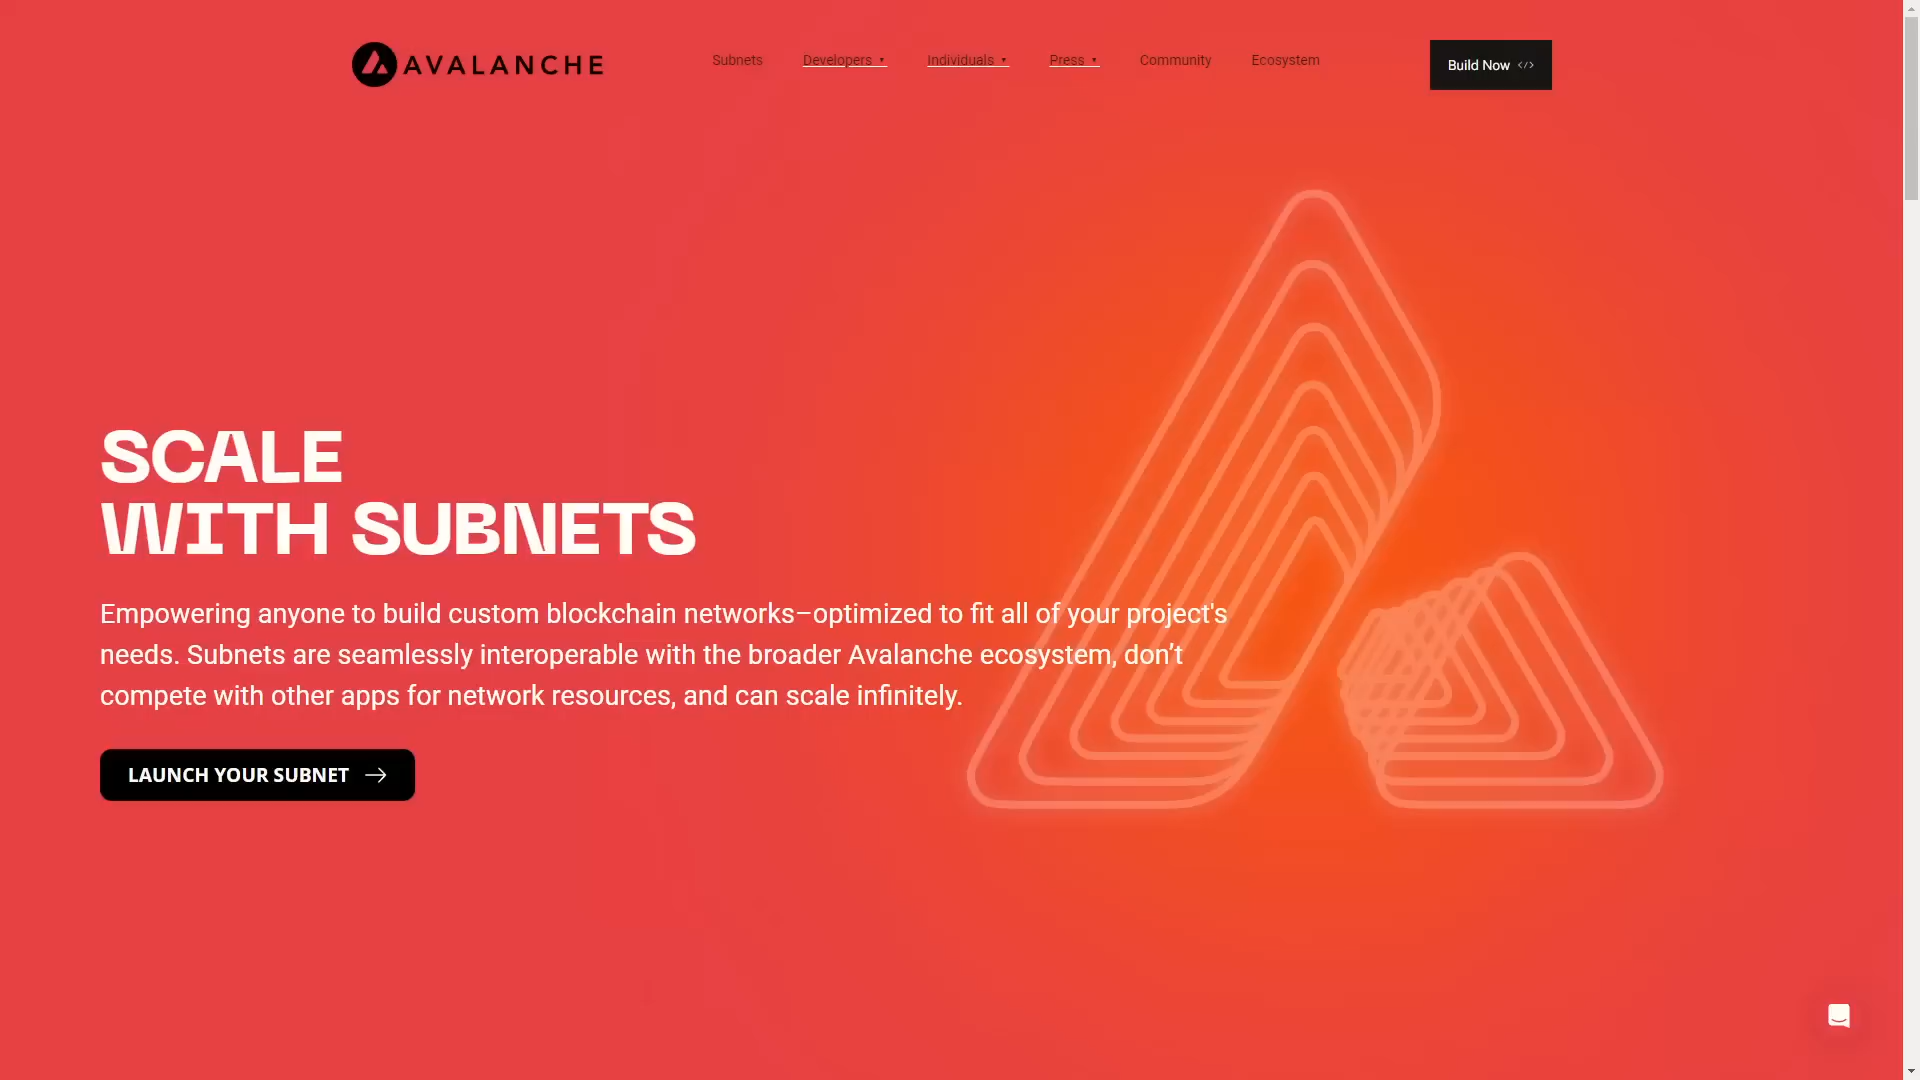 AVALANCHE
Subnets
Developers
Individuals
Press
Community
Ecosystem
Build Now </>
SCALE
WITH SUBNETS
Empowering anyone to build custom blockchain networks–optimized to fit all of your project's
needs. Subnets are seamlessly interoperable with the broader Avalanche ecosystem, don’t
compete with other apps for network resources, and can scale infinitely.
LAUNCH YOUR SUBNET